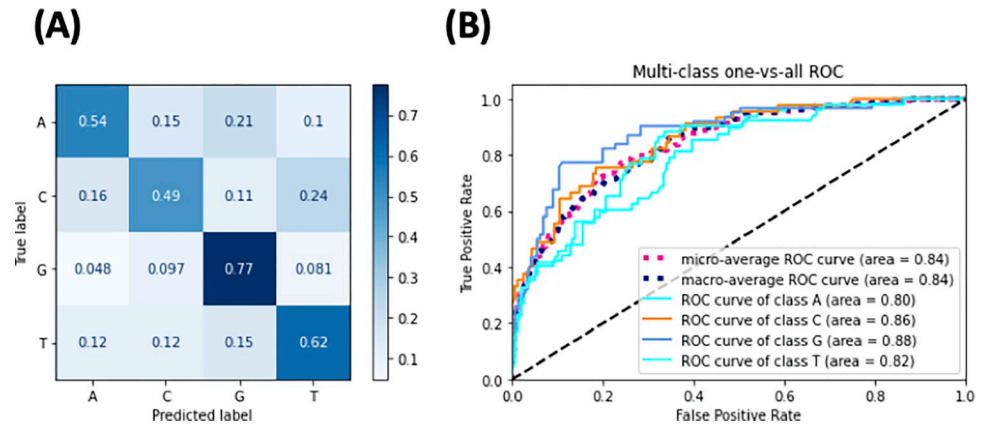 (A)
(B)
A
C
G
T
True label
0.54 0.15 0.21 0.1
0.16 0.49 0.11 0.24
0.048 0.097 0.77 0.081
0.12 0.12 0.15 0.62
A C G T
Predicted label
0.7
0.6
0.5
0.4
0.3
0.2
0.1
Multi-class one-vs-all ROC
True Positive Rate
1.0
0.8
0.6
0.4
0.2
0.0
micro-average ROC curve (area = 0.84)
macro-average ROC curve (area = 0.84)
ROC curve of class A (area = 0.80)
ROC curve of class C (area = 0.86)
ROC curve of class G (area = 0.88)
ROC curve of class T (area = 0.82)
0.0 0.2 0.4 0.6 0.8 1.0
False Positive Rate